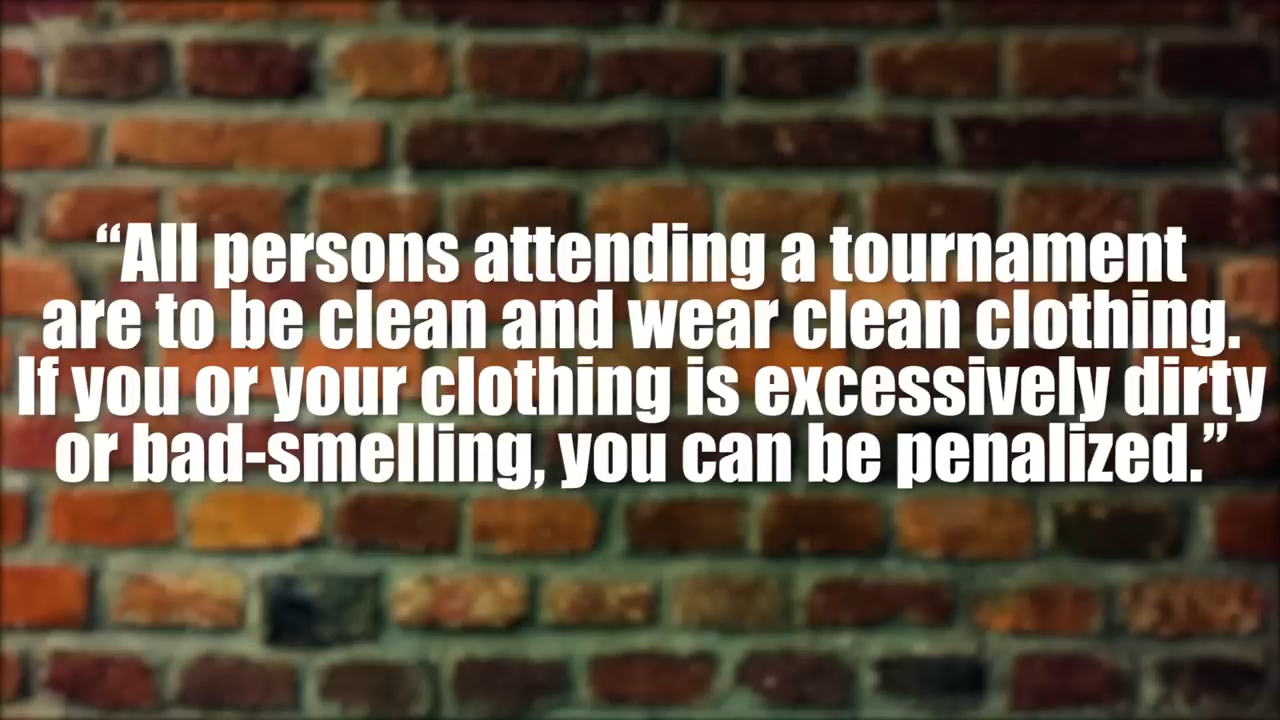 “All persons attending a tournament
are to be clean and wear clean clothing.
If you or your clothing is excessively dirty
or bad-smelling, you can be penalized.”